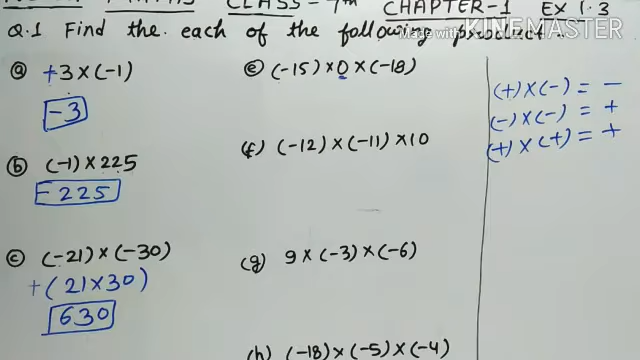 MATHS CLASS - 7th CHAPTER-1 EX 1.3
Made with KINEMASTER
Q.1 Find the each of the following product.
(a) +3 × (-1)
-3
(b) (-1) × 225
-225
(c) (-21) × (-30)
+(21 × 30)
630
(e) (-15) × 0 × (-18)
(f) (-12) × (-11) × 10
(g) 9 × (-3) × (-6)
(h) (-18) × (-5) × (-4)
(+) × (-) = -
(-) × (-) = +
(+) × (+) = +